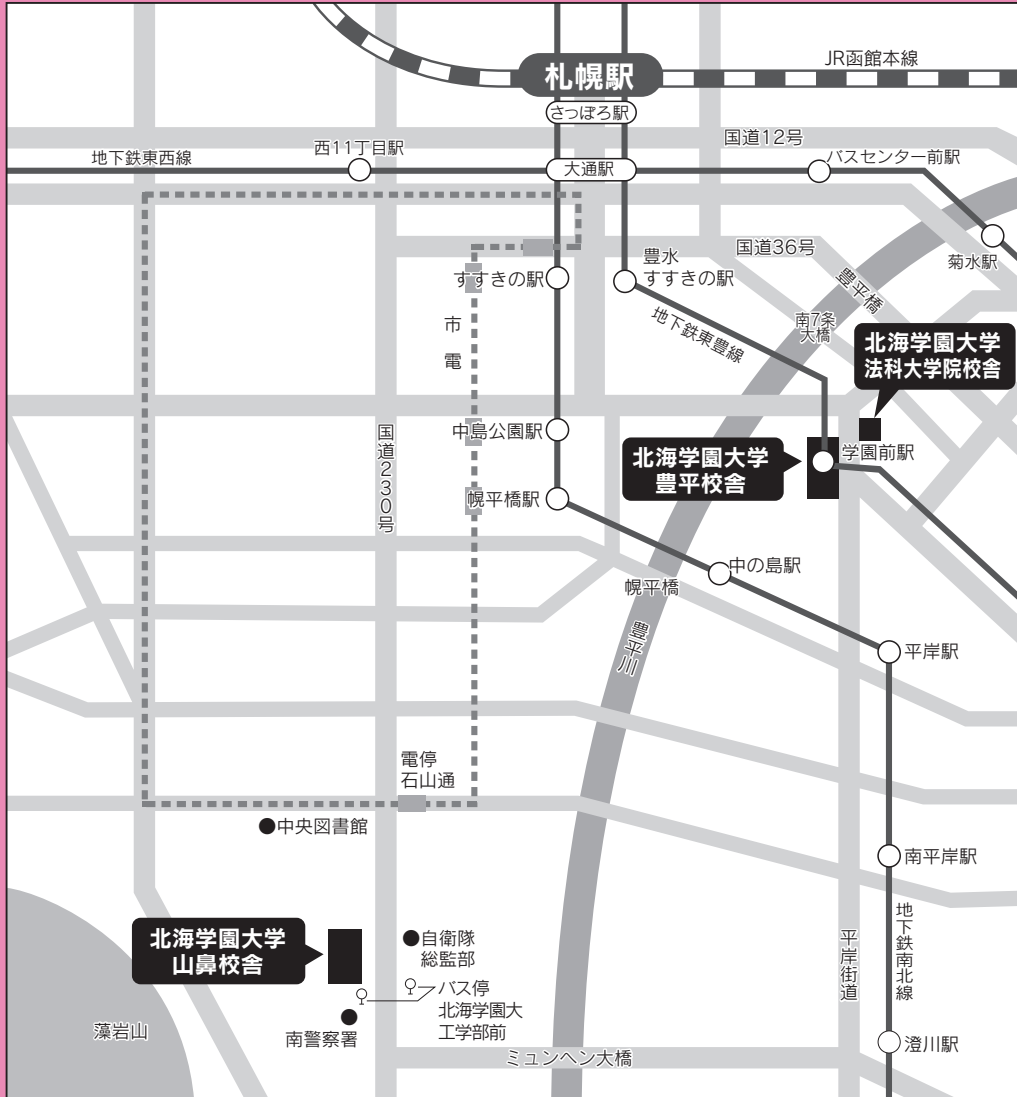 JR函館本線
札幌駅
さっぽろ駅
国道12号
西11丁目駅
地下鉄東西線
大通駅
バスセンター前駅
国道36号
菊水駅
豊水
すすきの駅
すすきの駅
豊平橋
南7条
大橋
地下鉄東豊線
市電
北海学園大学
法科大学院校舎
中島公園駅
国道230号
学園前駅
北海学園大学
豊平校舎
幌平橋駅
中の島駅
幌平橋
豊平川
平岸駅
電停
石山通
中央図書館
南平岸駅
地下鉄南北線
平岸街道
北海学園大学
山鼻校舎
自衛隊
総監部
バス停
北海学園大
工学部前
南警察署
藻岩山
ミュンヘン大橋
澄川駅